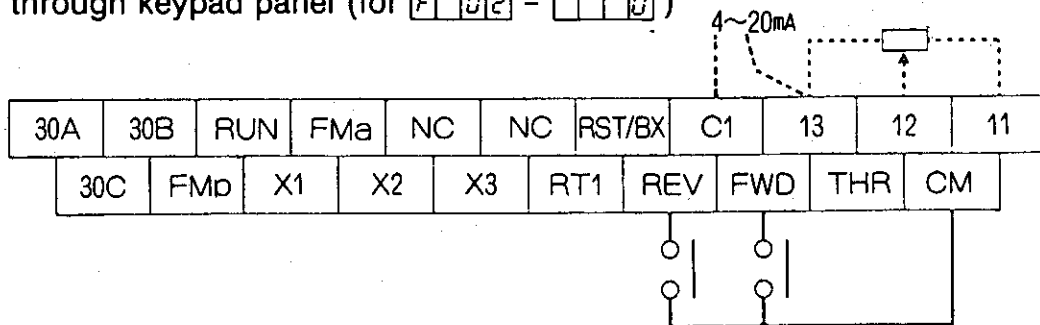 through keypad panel (for F 02 – 0 )
4~20mA
30A 30B RUN FMa NC NC RST/BX C1 13 12 11
30C FMp X1 X2 X3 RT1 REV FWD THR CM